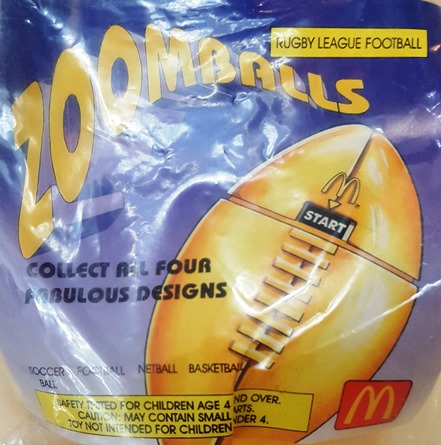 RUGBY LEAGUE FOOTBALL
ZOOMBALLS
M
START
COLLECT ALL FOUR
FABULOUS DESIGNS
SOCCER FOOTBALL NETBALL BASKETBALL
BALL
SAFETY TESTED FOR CHILDREN AGE 4 AND OVER.
CAUTION: MAY CONTAIN SMALL PARTS.
TOY NOT INTENDED FOR CHILDREN UNDER 4.
M